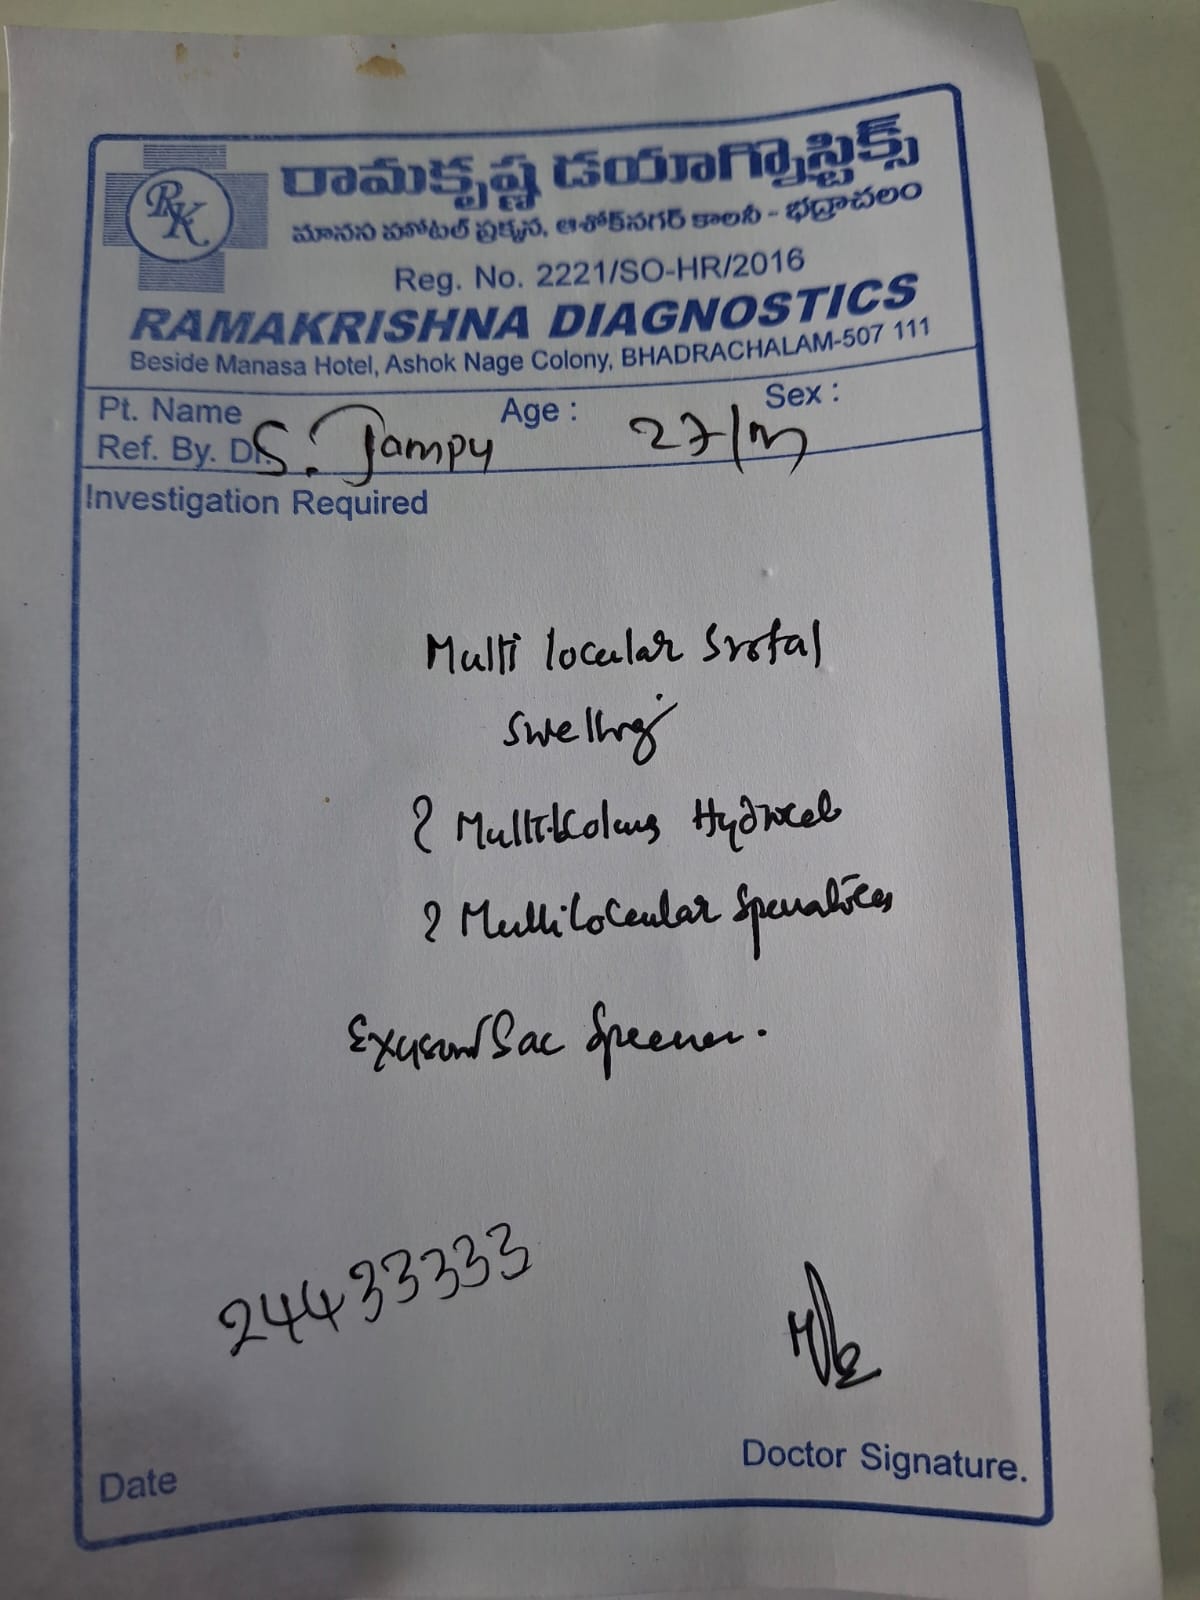 RK
రామకృష్ణ డయాగ్నొస్టిక్స్
మానస హోటల్ ప్రక్కన, ఆశోక్‌నగర్ కాలనీ - భద్రాచలం
Reg. No. 2221/SO-HR/2016
RAMAKRISHNA DIAGNOSTICS
Beside Manasa Hotel, Ashok Nage Colony, BHADRACHALAM-507 111
Pt. Name Age : Sex :
Ref. By. Dr. S. Jampy 27/m
Investigation Required
Multi locular Srotal
Swelling
? Hydrocele
? Multilocular
Sac
24433333
Date Doctor Signature.